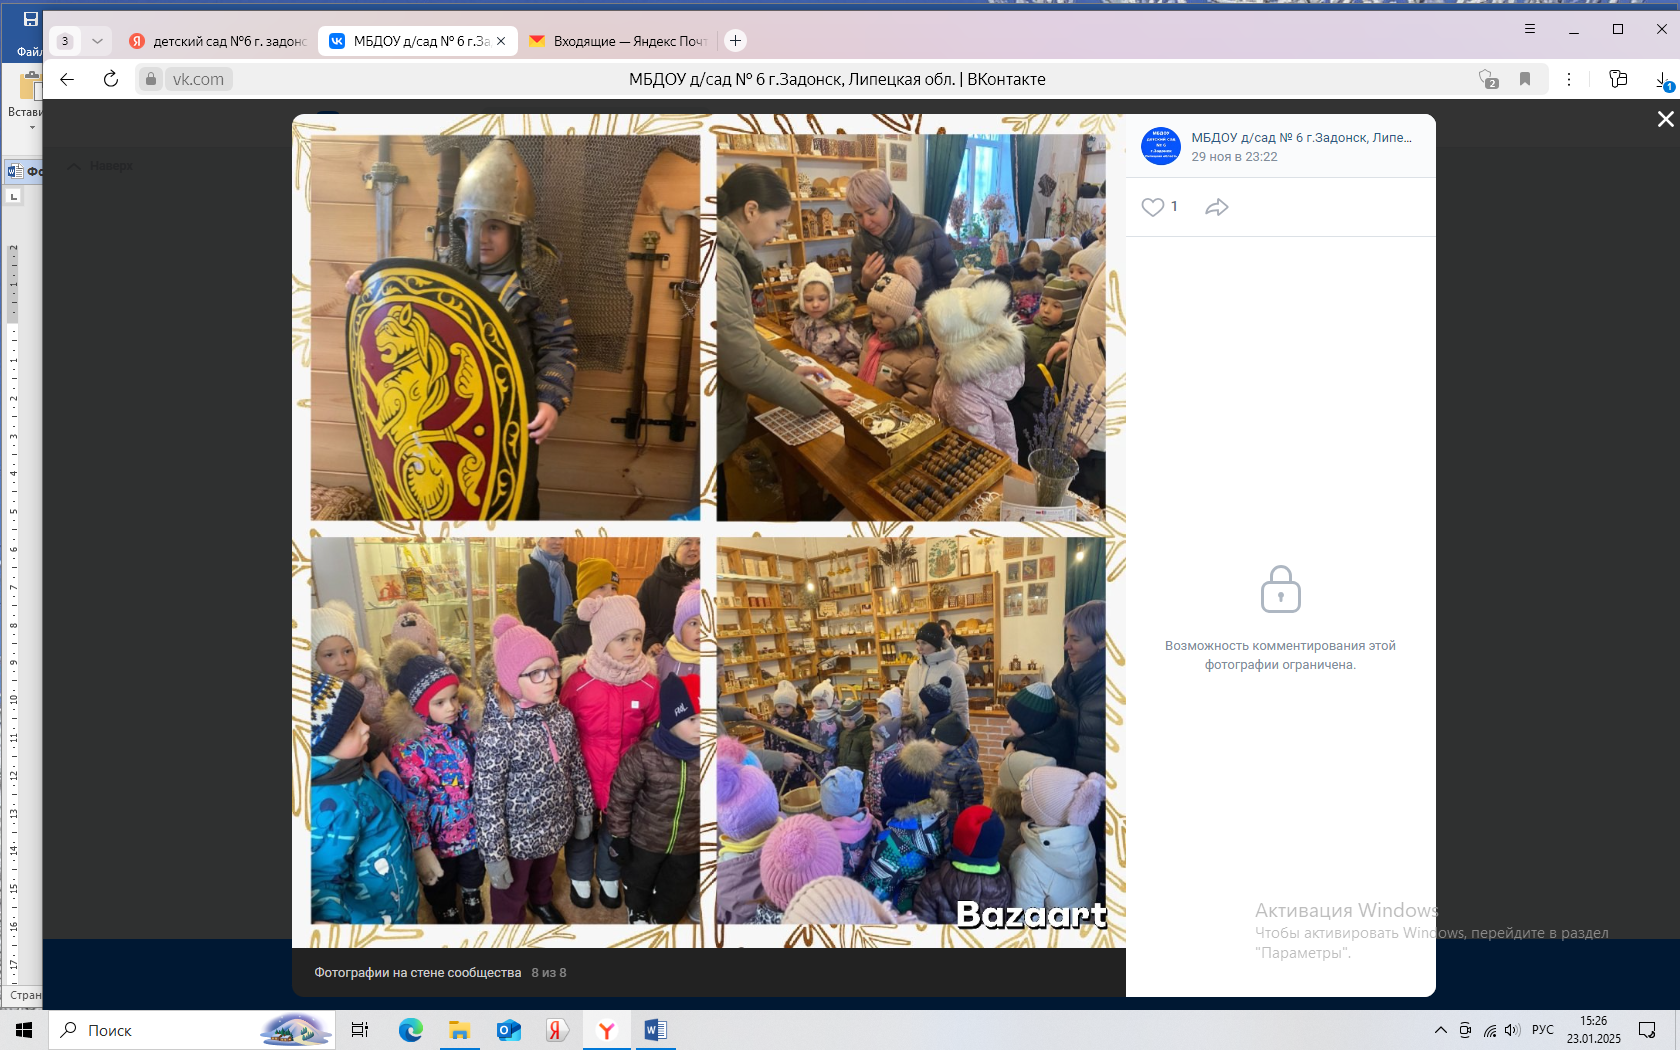 Файл
3
детский сад №6 г. задонс
МБДОУ д/сад № 6 г.За
Входящие — Яндекс Почт
vk.com
МБДОУ д/сад № 6 г.Задонск, Липецкая обл. | ВКонтакте
2
1
Встави
Наверх
МБДОУ д/сад № 6 г.Задонск, Липе...
29 ноя в 23:22
1
Возможность комментирования этой
фотографии ограничена.
Bazaart
Активация Windows
Чтобы активировать Windows, перейдите в раздел
"Параметры".
Фотографии на стене сообщества 8 из 8
Стран
Поиск
РУС
15:26
23.01.2025